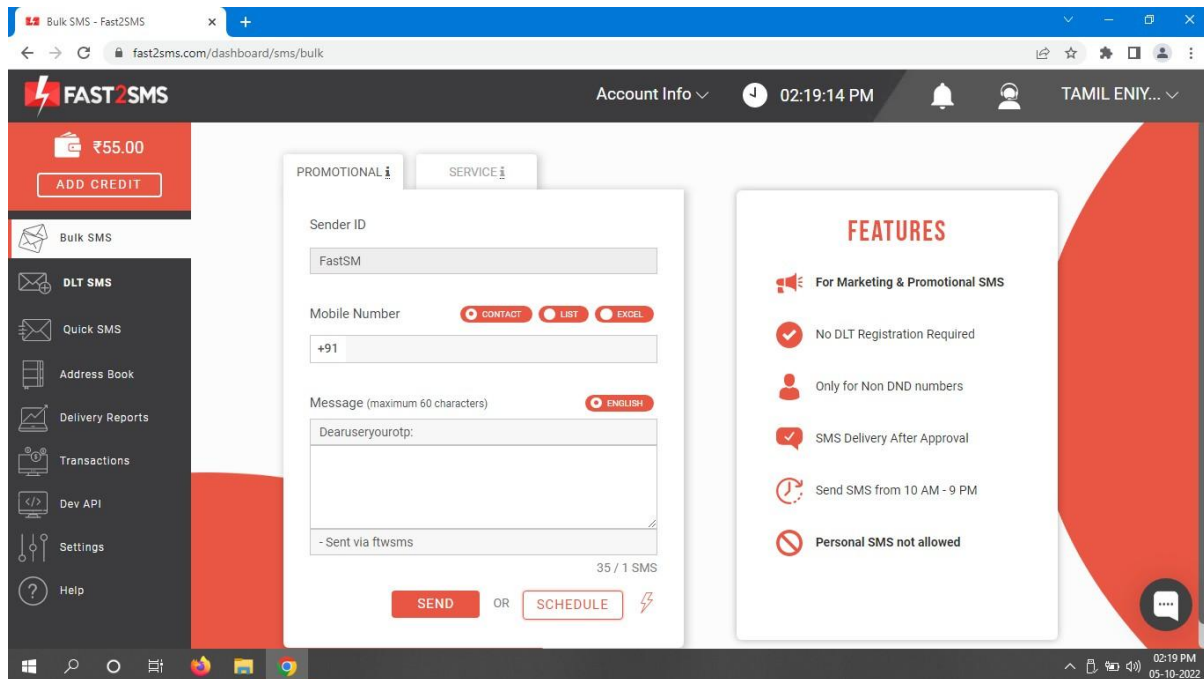 Bulk SMS - Fast2SMS
fast2sms.com/dashboard/sms/bulk
FAST2SMS
Account Info
02:19:14 PM
TAMIL ENIY...
₹55.00
ADD CREDIT
Bulk SMS
DLT SMS
Quick SMS
Address Book
Delivery Reports
Transactions
Dev API
Settings
Help
PROMOTIONAL i
SERVICE i
Sender ID
FastSM
Mobile Number
CONTACT
LIST
EXCEL
+91
Message (maximum 60 characters)
ENGLISH
Dearuseryourotp:
- Sent via ftwsms
35 / 1 SMS
SEND
OR
SCHEDULE
FEATURES
For Marketing & Promotional SMS
No DLT Registration Required
Only for Non DND numbers
SMS Delivery After Approval
Send SMS from 10 AM - 9 PM
Personal SMS not allowed
02:19 PM
05-10-2022